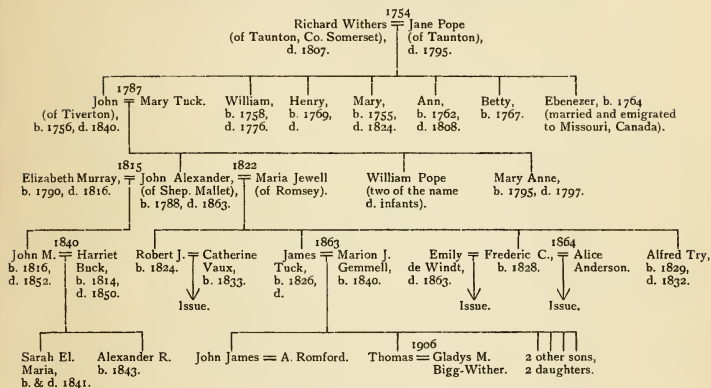 1754
Richard Withers = Jane Pope
(of Taunton, Co. Somerset), (of Taunton),
d. 1807. d. 1795.
1787
John = Mary Tuck. William, Henry, Mary, Ann, Betty, Ebenezer, b. 1764
(of Tiverton) b. 1758, b. 1769, b. 1755, b. 1762, b. 1767. (married and emigrated
b. 1756, d. 1840. d. 1776. d. d. 1824. d. 1808. to Missouri, Canada).
1815 1822
Elizabeth Murray, = John Alexander, = Maria Jewell William Pope Mary Anne,
b. 1790, d. 1816. (of Shep. Mallet), (of Romsey). (two of the name b. 1795, d. 1797.
b. 1788, d. 1863. d. infants).
1840 1863 1864
John M. = Harriet Robert J. = Catherine James = Marion J. Emily = Frederic C., = Alice Alfred Try,
b. 1816, Buck, b. 1824. Vaux, Tuck, Gemmell, de Windt, b. 1828. Anderson. b. 1829,
d. 1852. b. 1814, b. 1833. b. 1826, b. 1840. d. 1863. d. 1832.
d. 1850. d.
Issue. Issue. Issue.
1906
Sarah El. Alexander R. John James = A. Romford. Thomas = Gladys M. 2 other sons,
Maria, b. 1843. Bigg-Wither. 2 daughters.
b. & d. 1841.